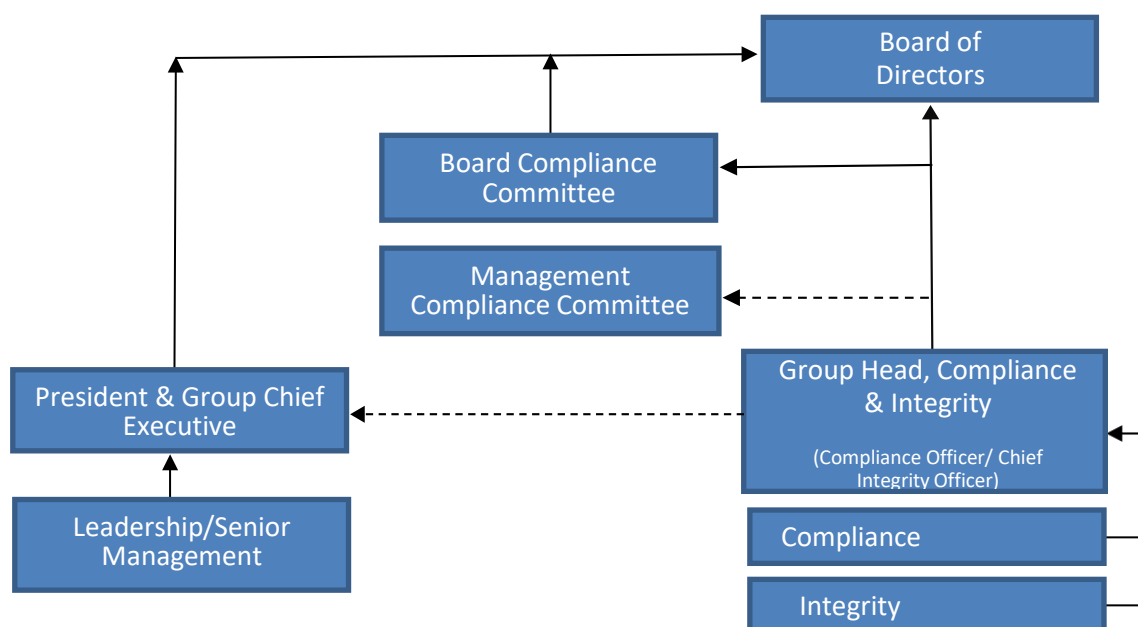 Board of
Directors
Board Compliance
Committee
Management
Compliance Committee
President & Group Chief
Executive
Group Head, Compliance
& Integrity
(Compliance Officer/ Chief
Integrity Officer)
Leadership/Senior
Management
Compliance
Integrity